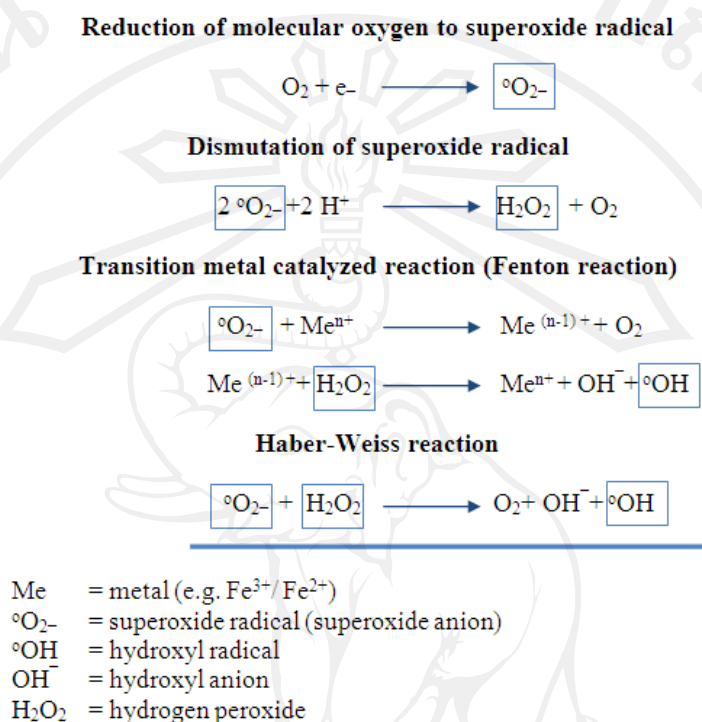 Reduction of molecular oxygen to superoxide radical
O₂ + e– ⟶ °O₂–
Dismutation of superoxide radical
2 °O₂– +2 H⁺ ⟶ H₂O₂ + O₂
Transition metal catalyzed reaction (Fenton reaction)
°O₂– + Meⁿ⁺ ⟶ Me ⁽ⁿ⁻¹⁾⁺ + O₂
Me ⁽ⁿ⁻¹⁾⁺ + H₂O₂ ⟶ Meⁿ⁺ + OH⁻ + °OH
Haber-Weiss reaction
°O₂– + H₂O₂ ⟶ O₂+ OH⁻ + °OH
Me = metal (e.g. Fe³⁺/ Fe²⁺)
°O₂– = superoxide radical (superoxide anion)
°OH = hydroxyl radical
OH⁻ = hydroxyl anion
H₂O₂ = hydrogen peroxide